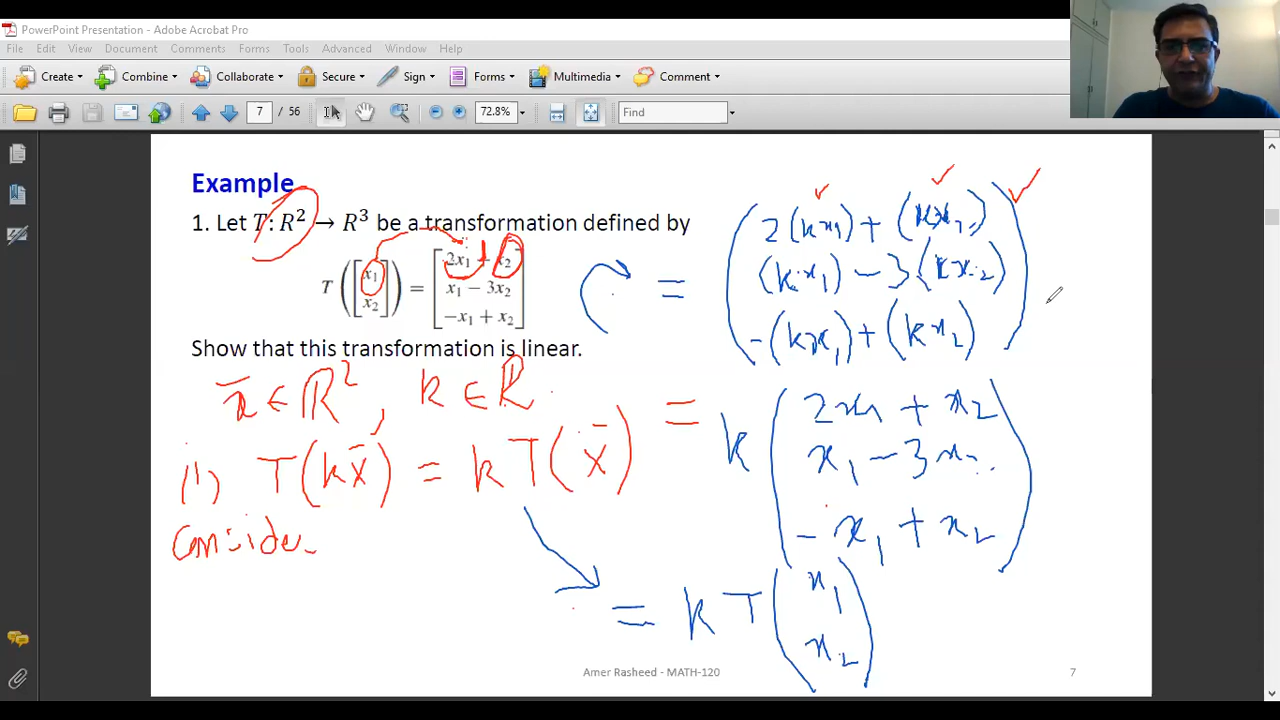 PowerPoint Presentation - Adobe Acrobat Pro
File Edit View Document Comments Forms Tools Advanced Window Help
Create Combine Collaborate Secure Sign Forms Multimedia Comment
7 / 56 72.8% Find
Example
1. Let T: R² → R³ be a transformation defined by
T([x₁ x₂]) = [2x₁ + x₂
x₁ − 3x₂
−x₁ + x₂]
Show that this transformation is linear.
x̄ ∈ ℝ², k ∈ ℝ
(i) T(kx̄) = k T(x̄)
Consider
= (2(kx₁) + (kx₂)
(kx₁) − 3(kx₂)
−(kx₁) + (kx₂))
= k (2x₁ + x₂
x₁ − 3x₂
−x₁ + x₂)
= k T (x₁
x₂)
Amer Rasheed - MATH-120
7